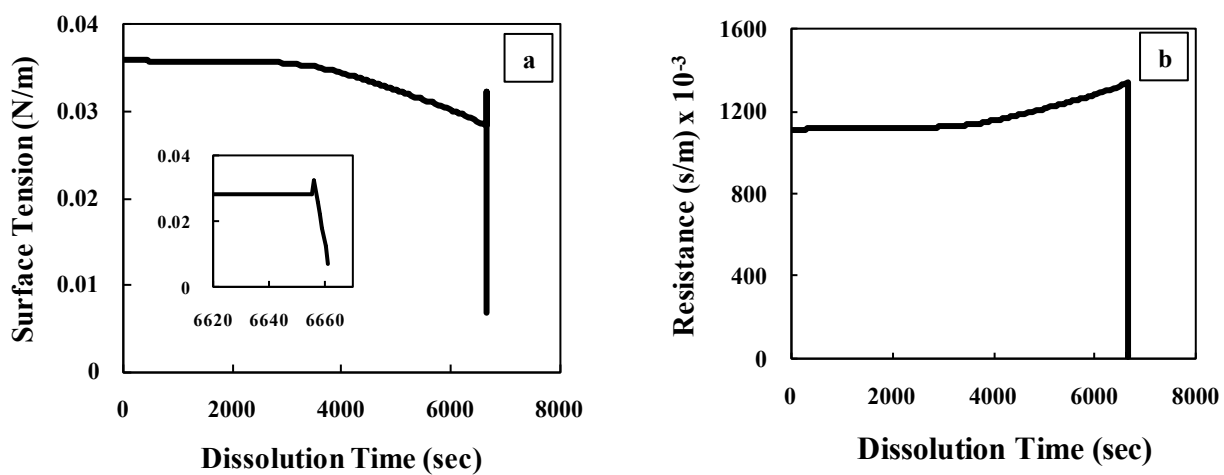 Surface Tension (N/m)
0.04
0.03
0.02
0.01
0
0 2000 4000 6000 8000
Dissolution Time (sec)
a
0.04
0.02
0
6620 6640 6660
Resistance (s/m) x 10-3
1600
1200
800
400
0
0 2000 4000 6000 8000
Dissolution Time (sec)
b